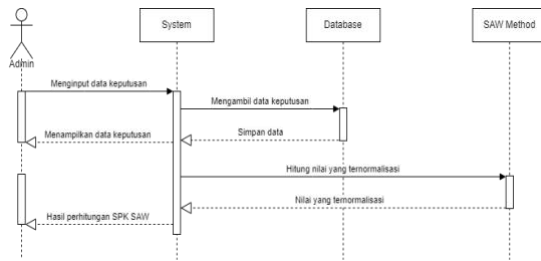 System
Database
SAW Method
Admin
Menginput data keputusan
Mengambil data keputusan
Menampilkan data keputusan
Simpan data
Hitung nilai yang ternormalisasi
Nilai yang ternormalisasi
Hasil perhitungan SPK SAW